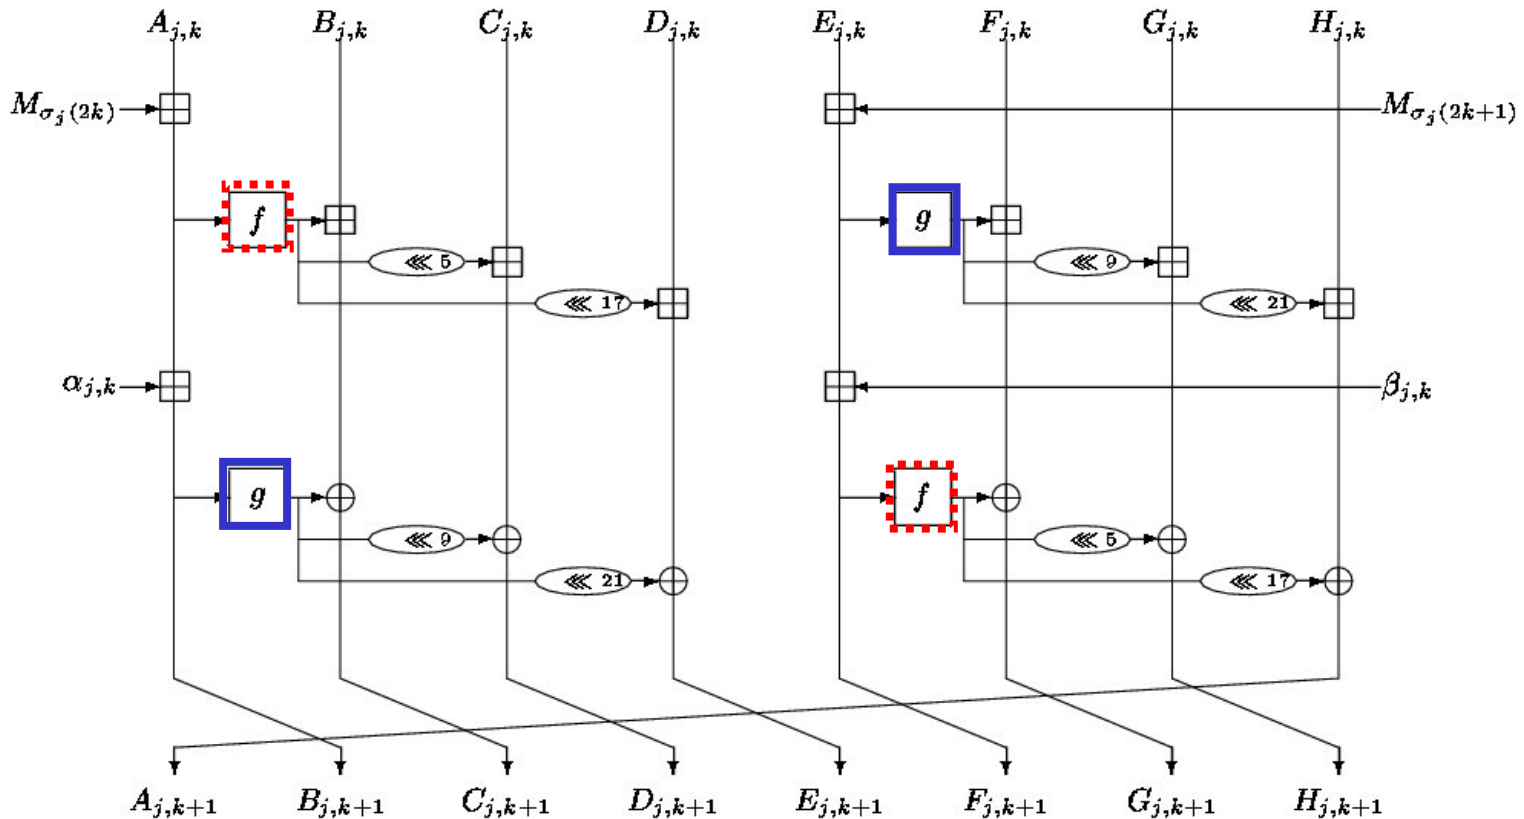 A_{j,k} B_{j,k} C_{j,k} D_{j,k} E_{j,k} F_{j,k} G_{j,k} H_{j,k}
M_{σ_j(2k)} M_{σ_j(2k+1)}
f g
⋘ 5 ⋘ 9
⋘ 17 ⋘ 21
α_{j,k} β_{j,k}
g f
⋘ 9 ⋘ 5
⋘ 21 ⋘ 17
A_{j,k+1} B_{j,k+1} C_{j,k+1} D_{j,k+1} E_{j,k+1} F_{j,k+1} G_{j,k+1} H_{j,k+1}